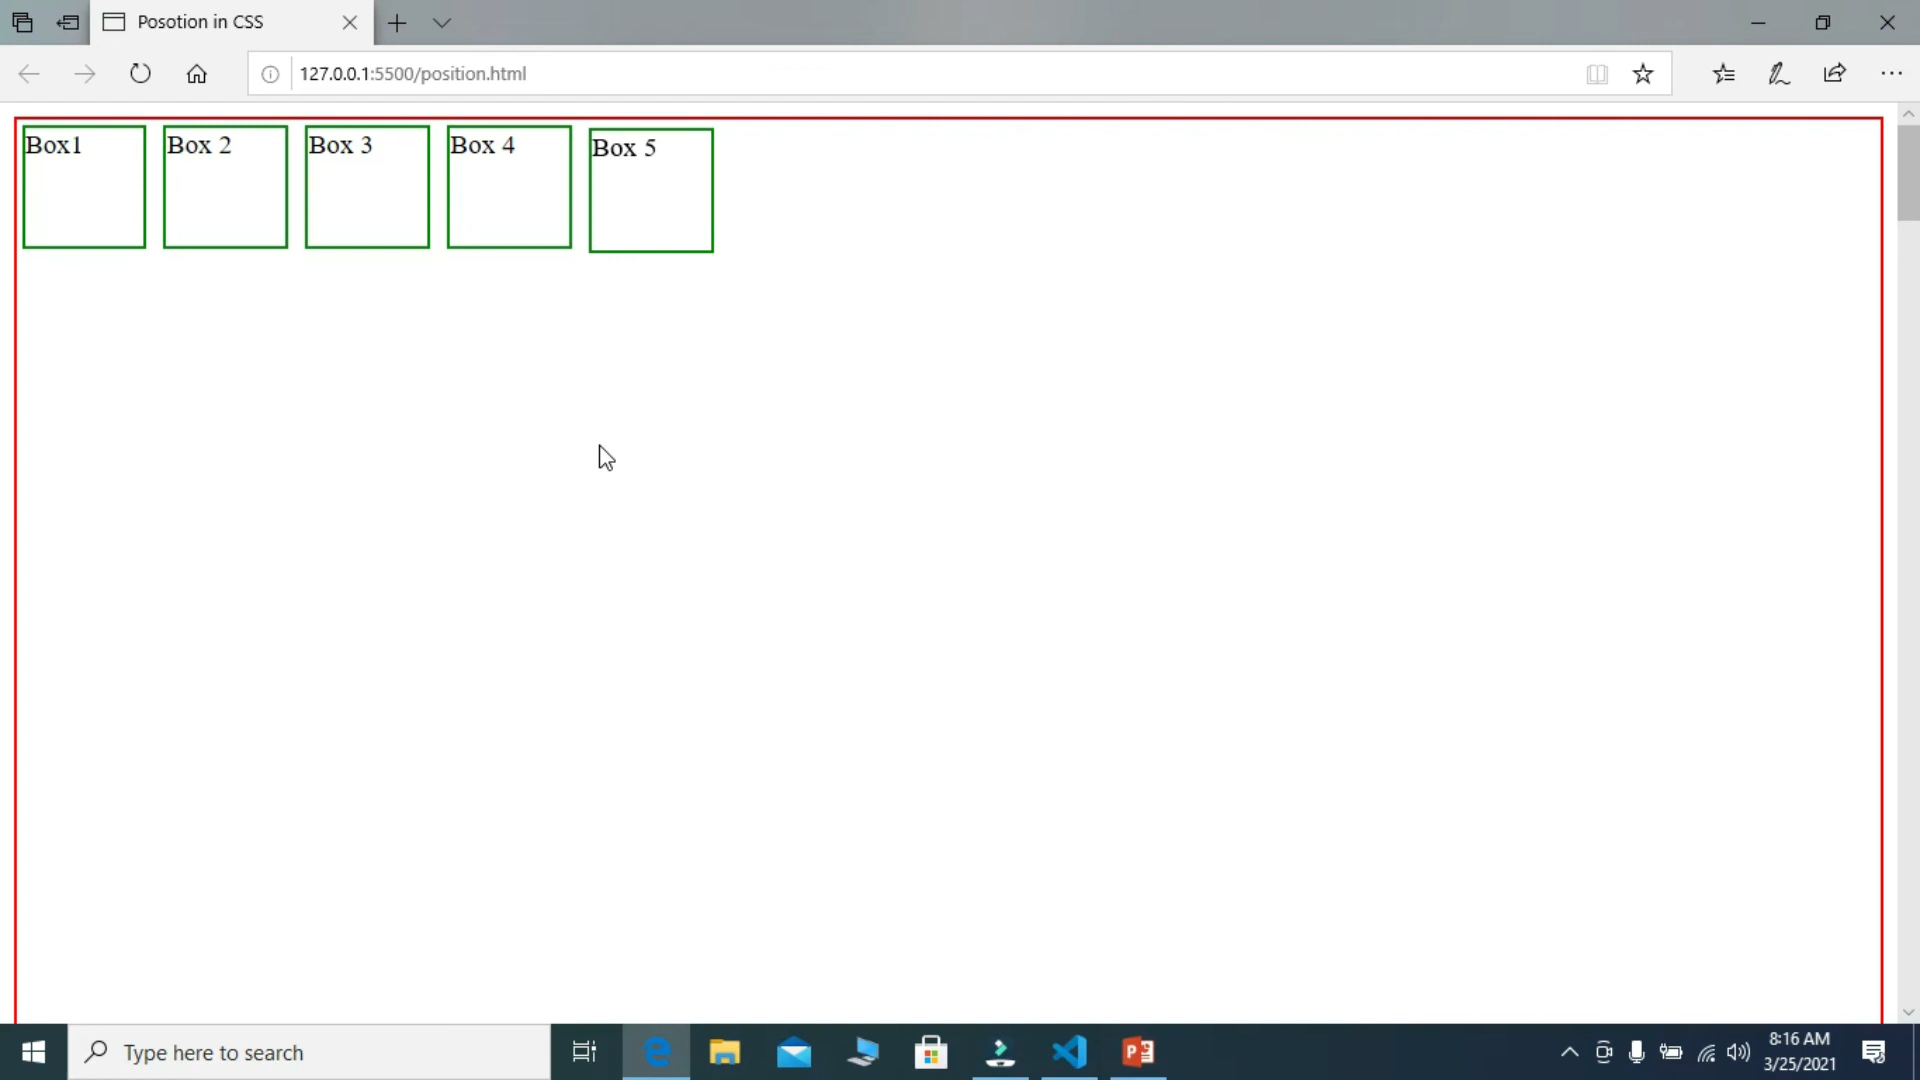 Posotion in CSS
127.0.0.1:5500/position.html
Box1 Box 2 Box 3 Box 4 Box 5
Type here to search
8:16 AM
3/25/2021